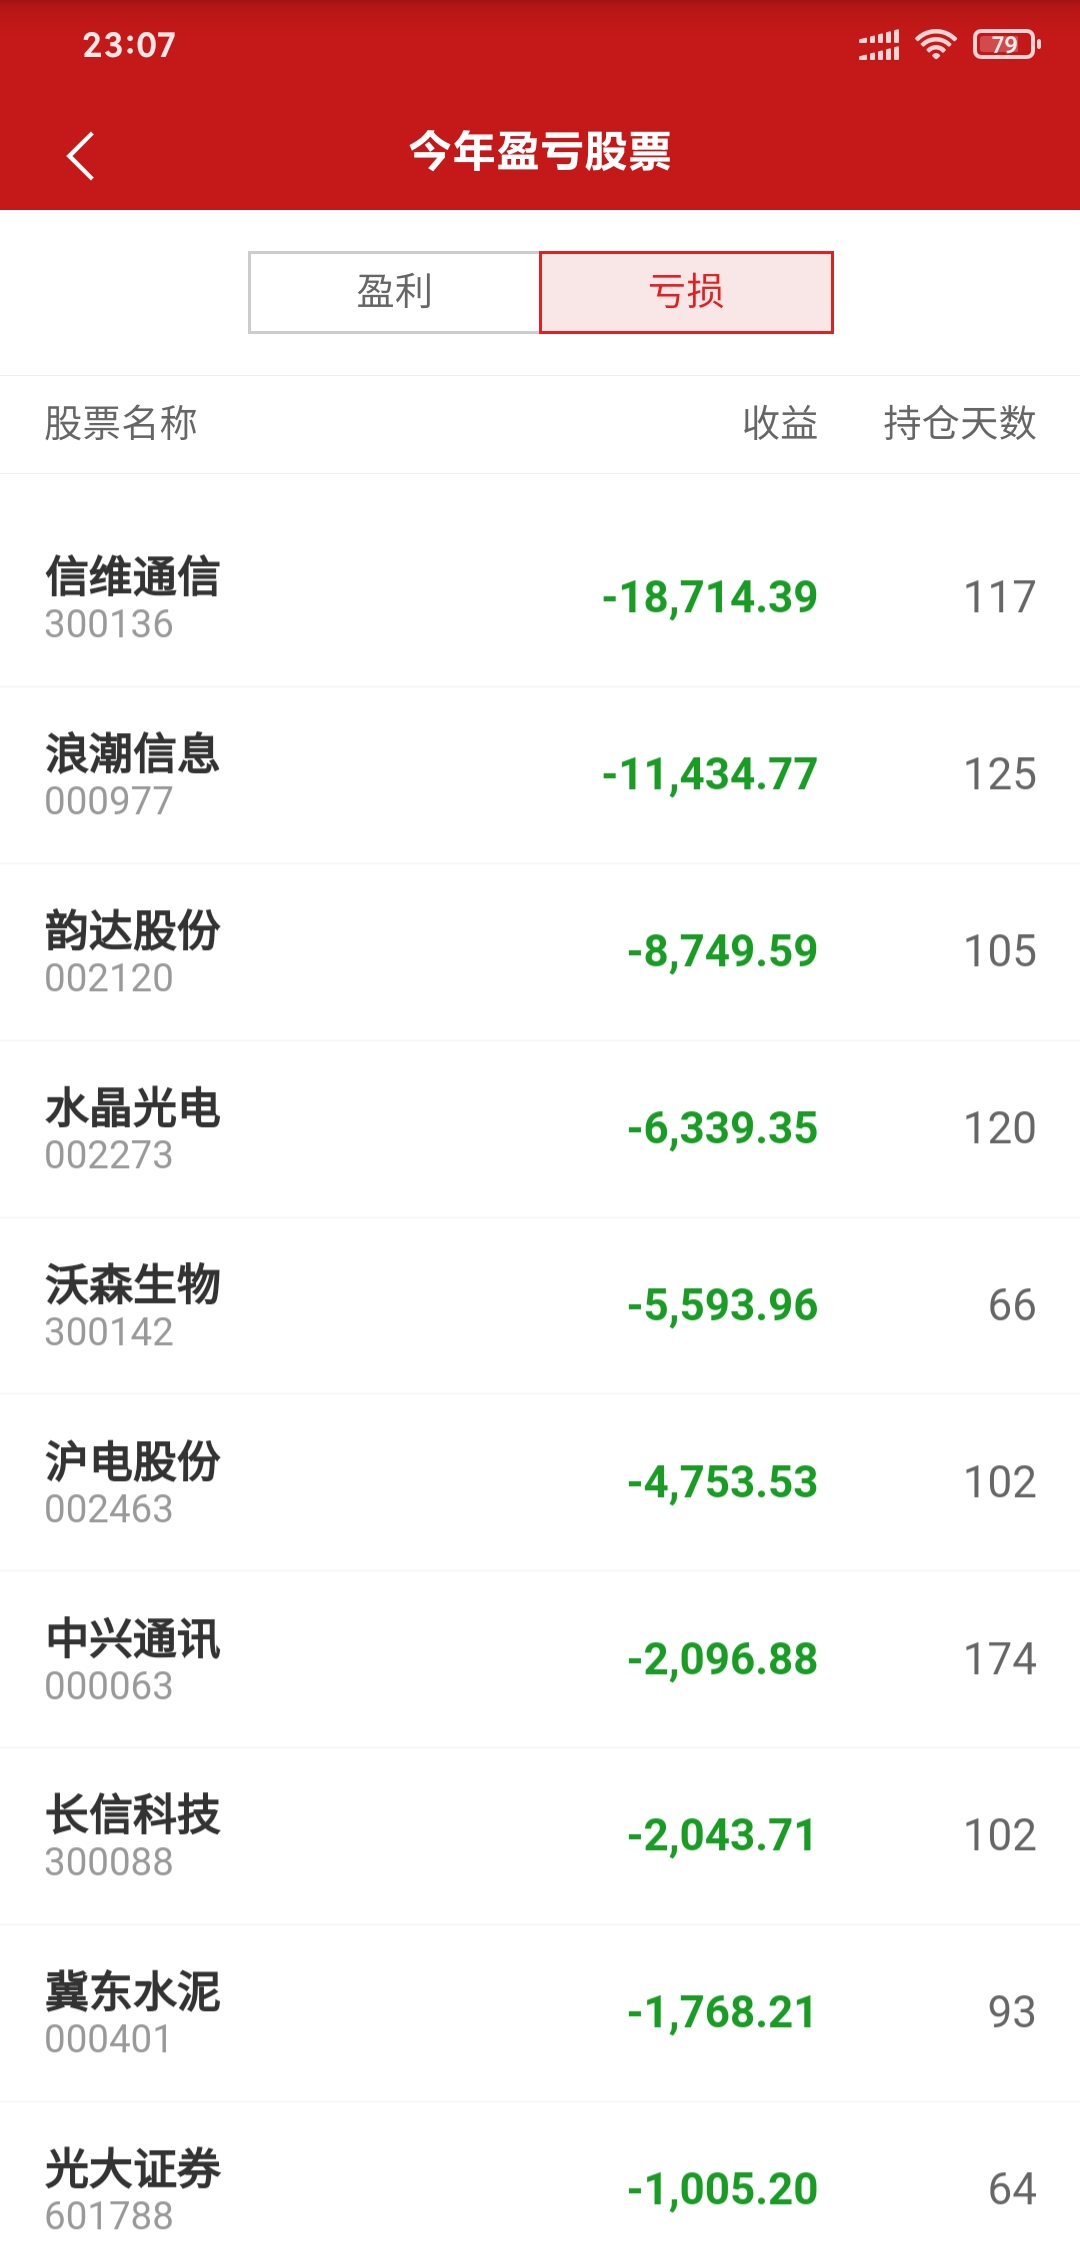 23:07
79
今年盈亏股票
盈利 亏损
股票名称 收益 持仓天数
信维通信
300136
-18,714.39 117
浪潮信息
000977
-11,434.77 125
韵达股份
002120
-8,749.59 105
水晶光电
002273
-6,339.35 120
沃森生物
300142
-5,593.96 66
沪电股份
002463
-4,753.53 102
中兴通讯
000063
-2,096.88 174
长信科技
300088
-2,043.71 102
冀东水泥
000401
-1,768.21 93
光大证券
601788
-1,005.20 64